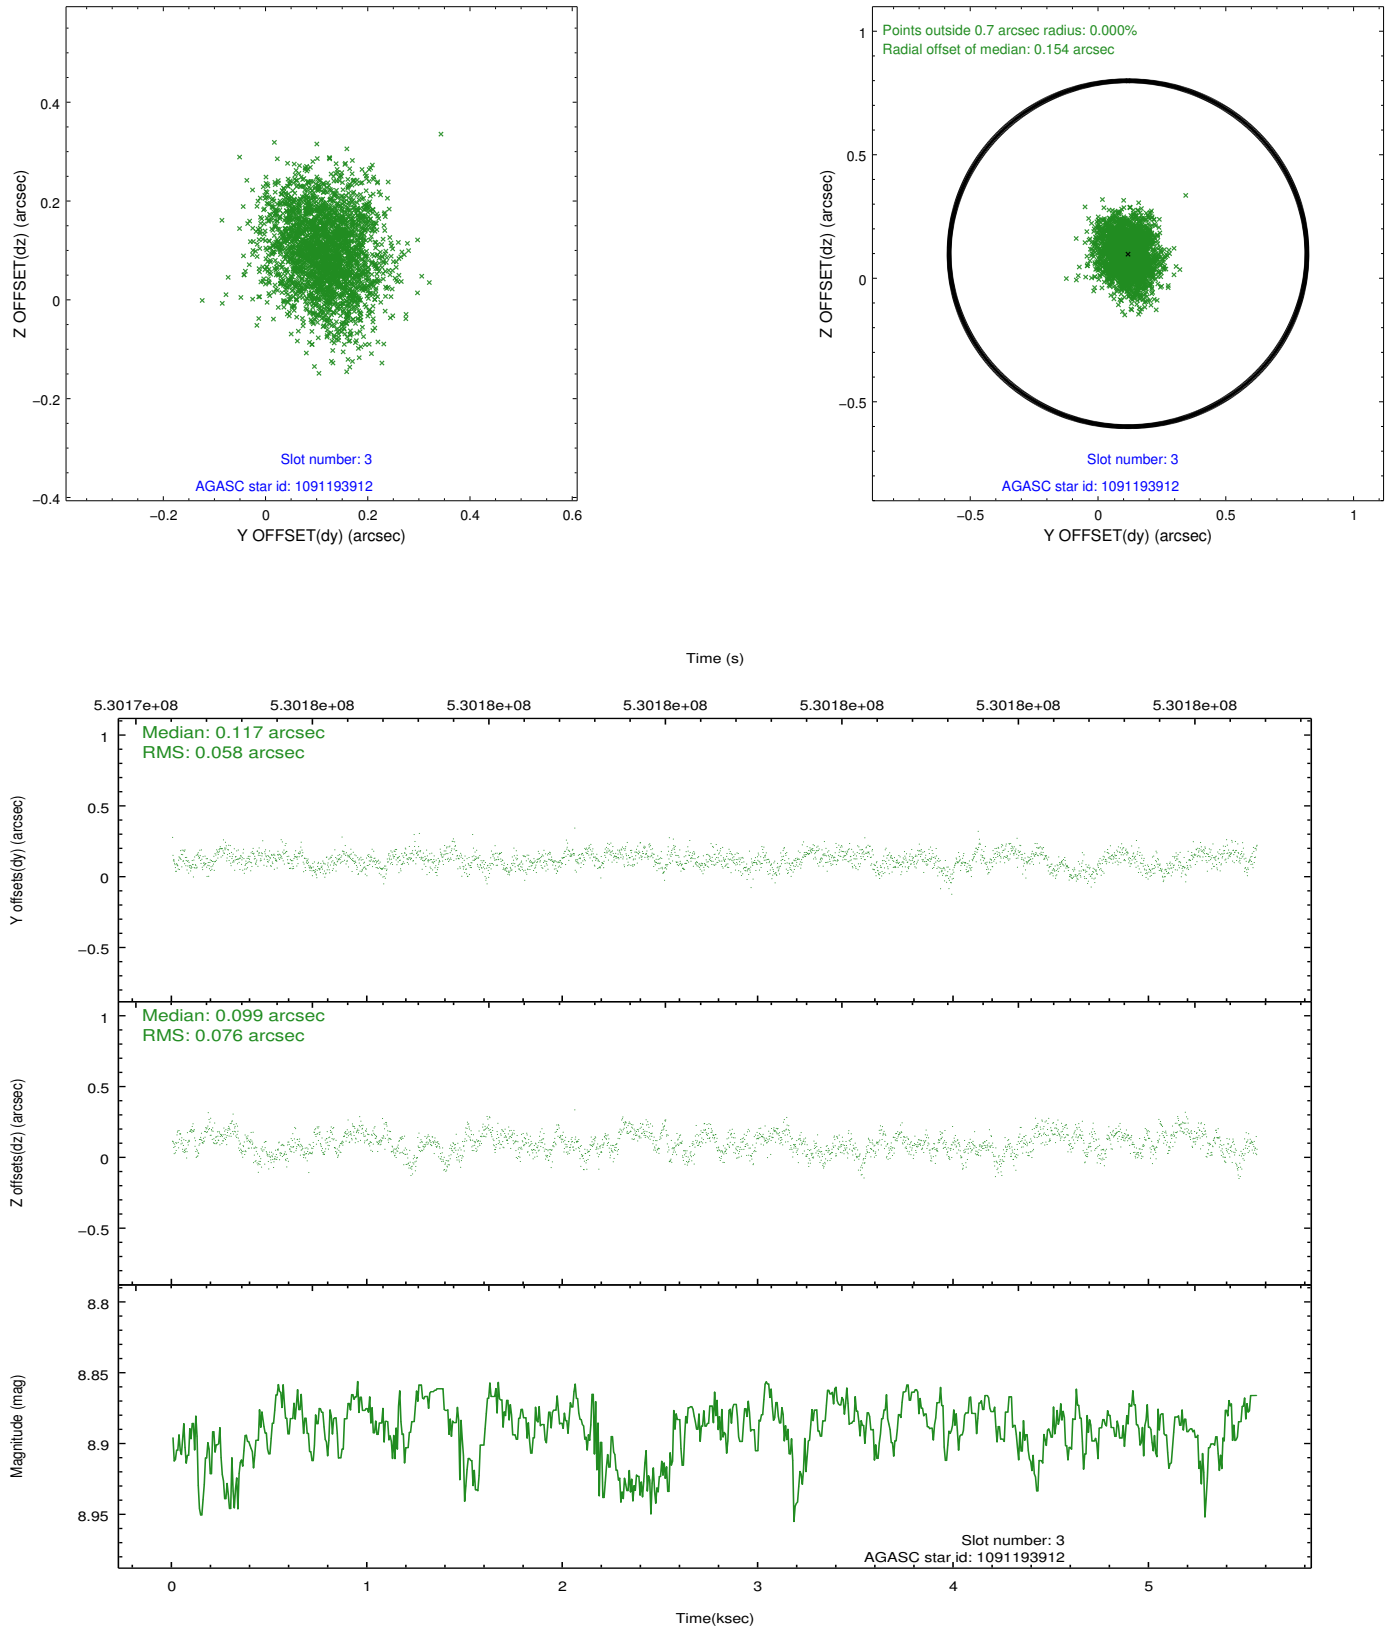 0.4
0.2
0
−0.2
−0.4
Z OFFSET(dz) (arcsec)
Slot number: 3
AGASC star id: 1091193912
−0.2 0 0.2 0.4 0.6
Y OFFSET(dy) (arcsec)
Points outside 0.7 arcsec radius: 0.000%
Radial offset of median: 0.154 arcsec
1
0.5
0
−0.5
Z OFFSET(dz) (arcsec)
Slot number: 3
AGASC star id: 1091193912
−0.5 0 0.5 1
Y OFFSET(dy) (arcsec)
Time (s)
5.3017e+08 5.3018e+08 5.3018e+08 5.3018e+08 5.3018e+08 5.3018e+08 5.3018e+08
Median: 0.117 arcsec
RMS: 0.058 arcsec
1
0.5
0
−0.5
Y offsets(dy) (arcsec)
Median: 0.099 arcsec
RMS: 0.076 arcsec
1
0.5
0
−0.5
Z offsets(dz) (arcsec)
8.8
8.85
8.9
8.95
Magnitude (mag)
Slot number: 3
AGASC star id: 1091193912
0 1 2 3 4 5
Time(ksec)